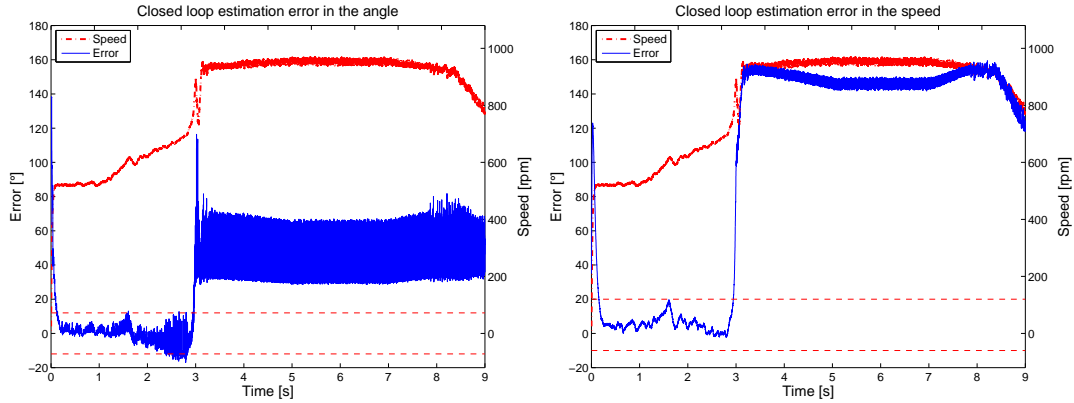 Closed loop estimation error in the angle
Speed
Error
180
160
140
120
100
80
60
40
20
0
−20
Error [°]
1000
800
600
400
200
0
Speed [rpm]
0 1 2 3 4 5 6 7 8 9
Time [s]
Closed loop estimation error in the speed
Speed
Error
180
160
140
120
100
80
60
40
20
0
−20
Error [°]
1000
800
600
400
200
0
Speed [rpm]
0 1 2 3 4 5 6 7 8 9
Time [s]